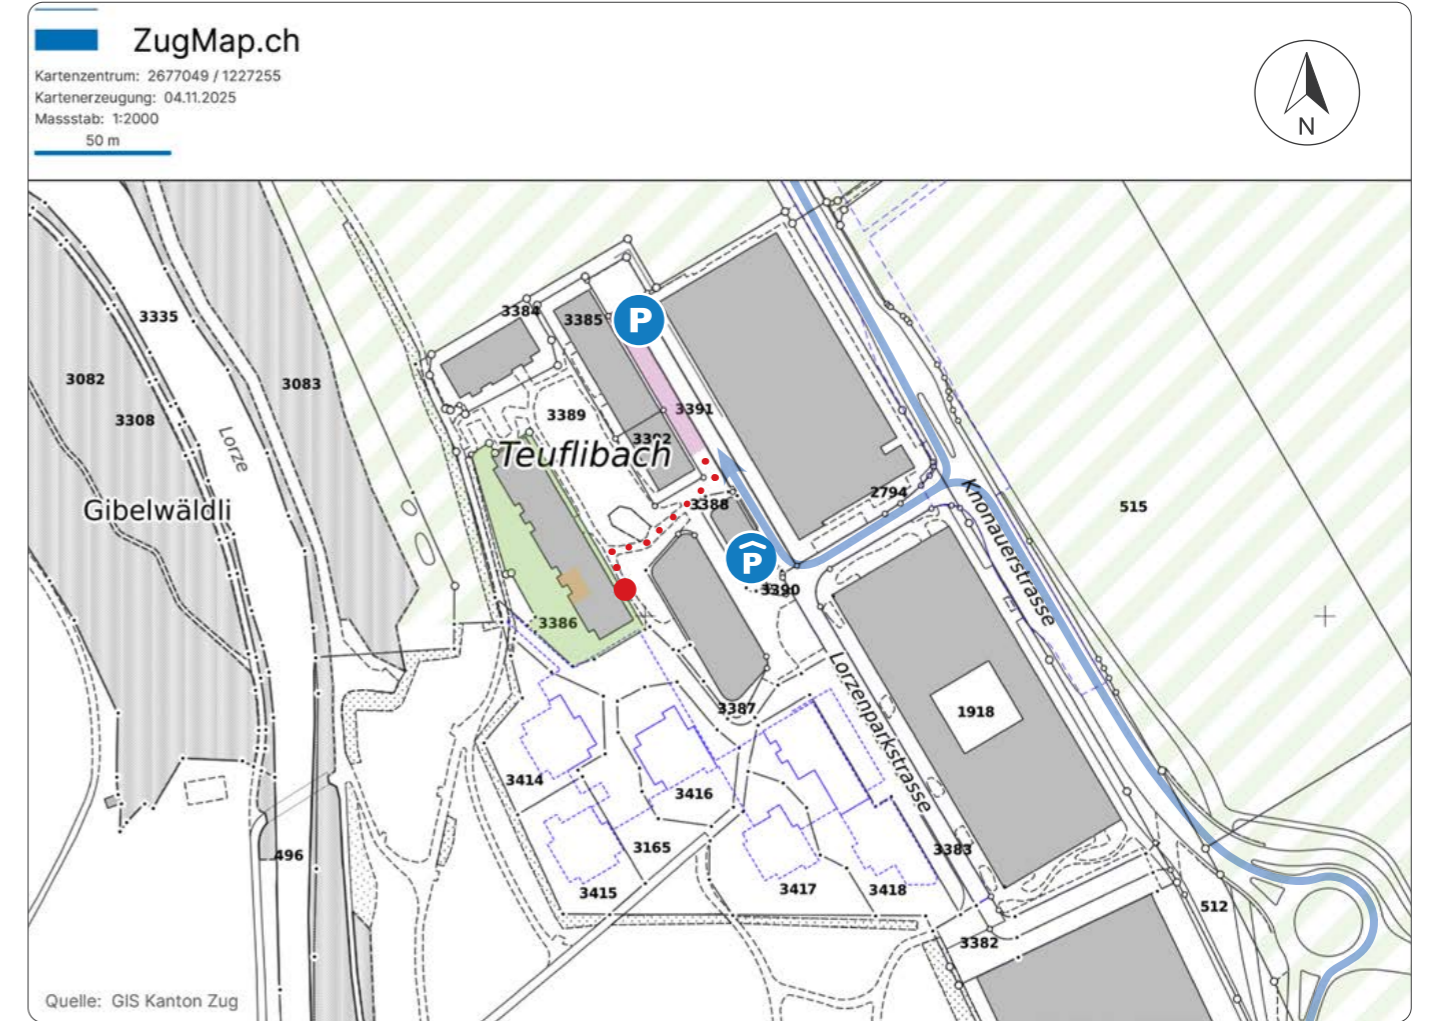 ZugMap.ch
Kartenzentrum: 2677049 / 1227255
Kartenerzeugung: 04.11.2025
Massstab: 1:2000
50 m
N
3384
3385
P
3335
3082
3083
3308
3389
3391
3392
Lorze
Teuflibach
Gibelwäldli
2794
3388
515
Knonauerstrasse
P
3390
3386
Lorzenparkstrasse
3387
1918
3414
3416
3165
3383
496
3415
3417
3418
512
3382
Quelle: GIS Kanton Zug